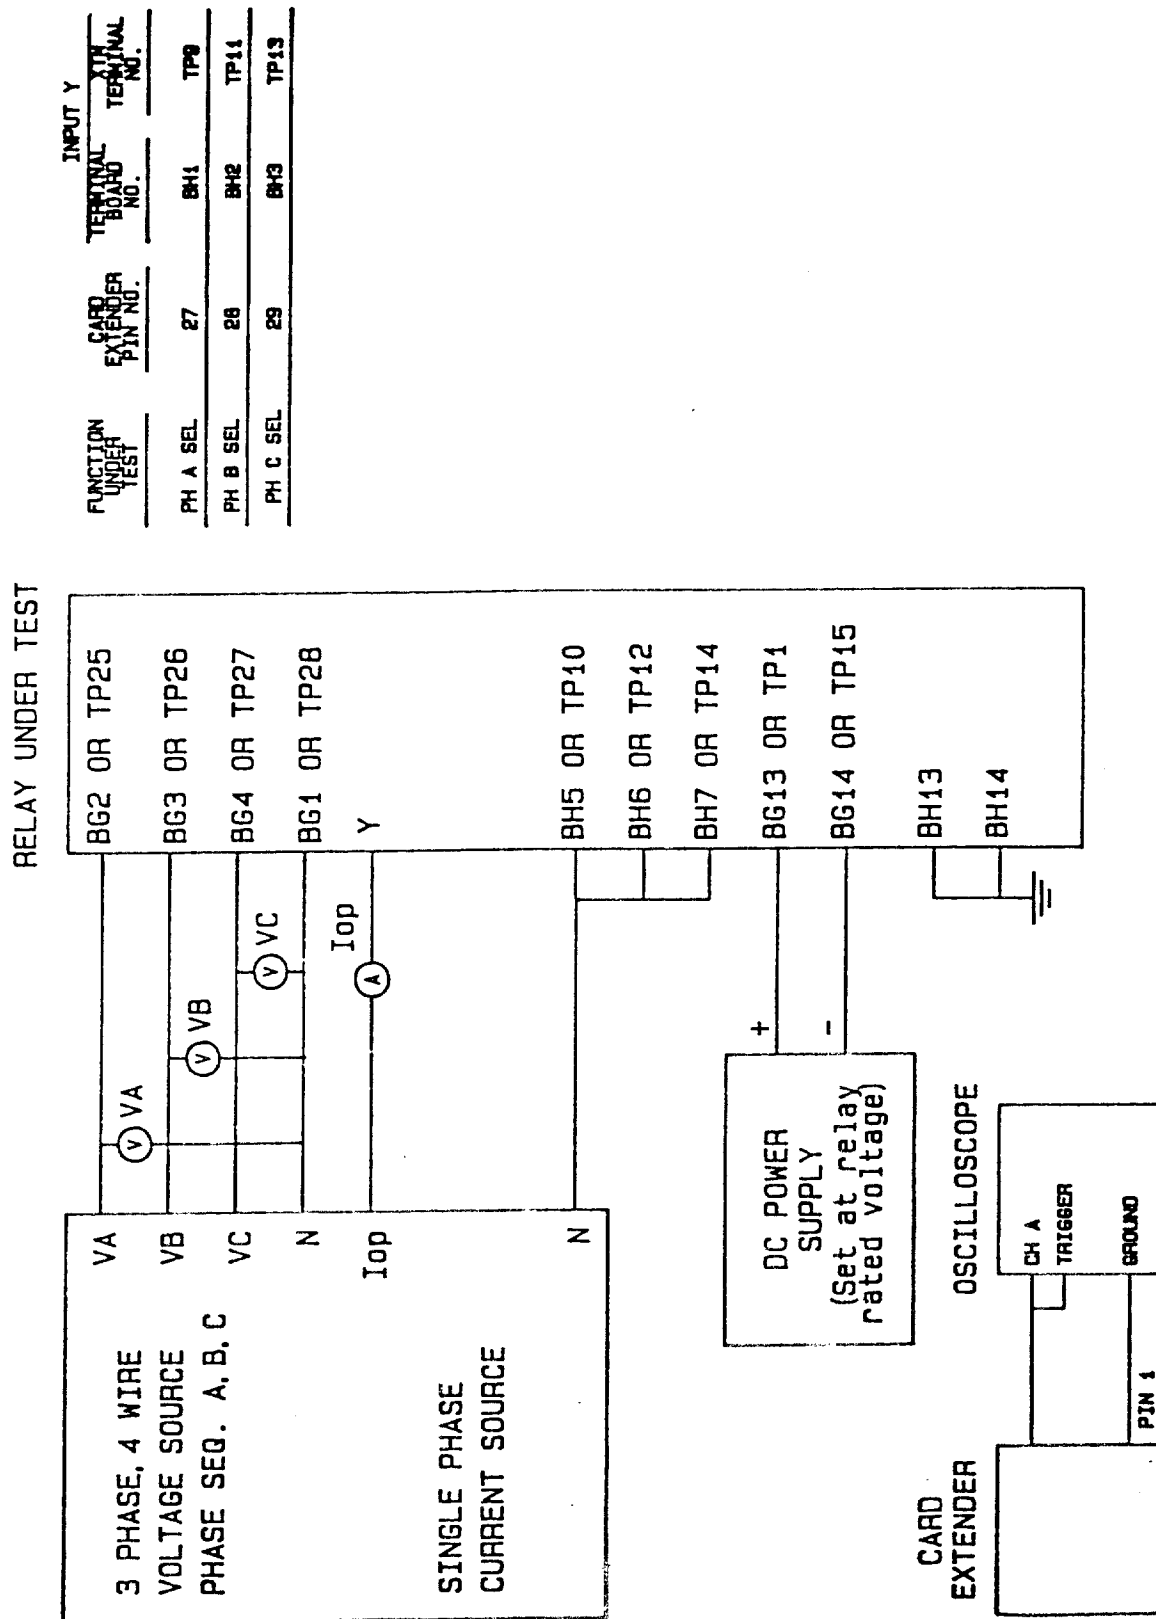 RELAY UNDER TEST
3 PHASE, 4 WIRE
VOLTAGE SOURCE
PHASE SEQ. A, B, C
SINGLE PHASE
CURRENT SOURCE
VA
VB
VC
N
Iop
N
V VA
V VB
V VC
A Iop
BG2 OR TP25
BG3 OR TP26
BG4 OR TP27
BG1 OR TP28
Y
BH5 OR TP10
BH6 OR TP12
BH7 OR TP14
BG13 OR TP1
BG14 OR TP15
BH13
BH14
INPUT Y
FUNCTION UNDER TEST
CARD EXTENDER PIN NO.
TERMINAL BOARD NO.
XTM TERMINAL NO.
PH A SEL 27 BH1 TP9
PH B SEL 28 BH2 TP11
PH C SEL 29 BH3 TP13
DC POWER
SUPPLY
(Set at relay
rated voltage)
+
-
CARD
EXTENDER
OSCILLOSCOPE
CH A
TRIGGER
GROUND
PIN 1